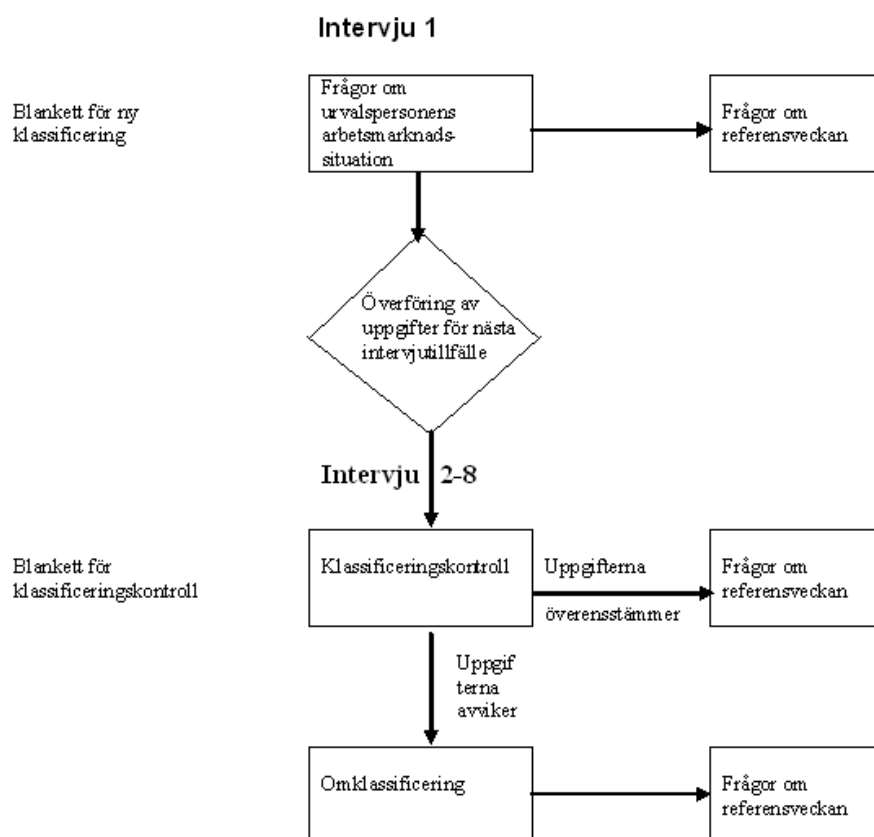 Intervju 1
Blankett för ny
klassificering
Frågor om
urvalspersonens
arbetsmarknads-
situation
Frågor om
referensveckan
Överföring av
uppgifter för nästa
intervjutillfälle
Intervju 2-8
Blankett för
klassificeringskontroll
Klassificeringskontroll
Uppgifterna
överensstämmer
Frågor om
referensveckan
Uppgif
terna
avviker
Omklassificering
Frågor om
referensveckan